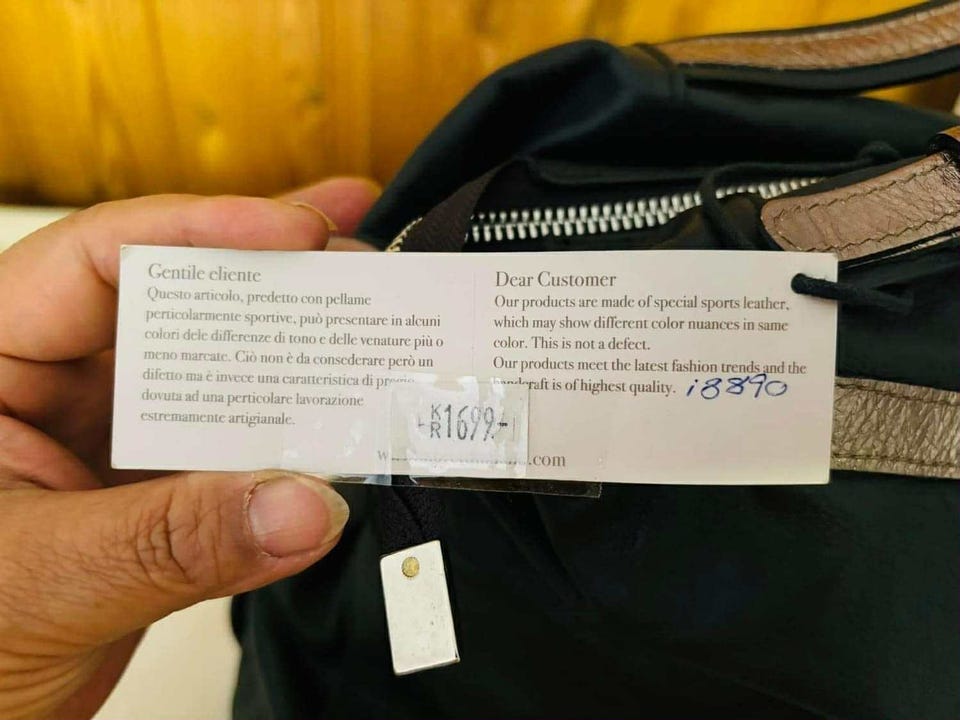 Gentile eliente
Questo articolo, predetto con pellame
perticolarmente sportive, può presentare in alcuni
colori dele differenze di tono e delle venature più o
meno marcate. Ciò non è da consederare però un
difetto ma è invece una caratteristica di
dovuta ad una perticolare lavorazione
estremamente artigianale.
Dear Customer
Our products are made of special sports leather,
which may show different color nuances in same
color. This is not a defect.
Our products meet the latest fashion trends and the
handcraft is of highest quality. i8890
KR 1699.-
.com